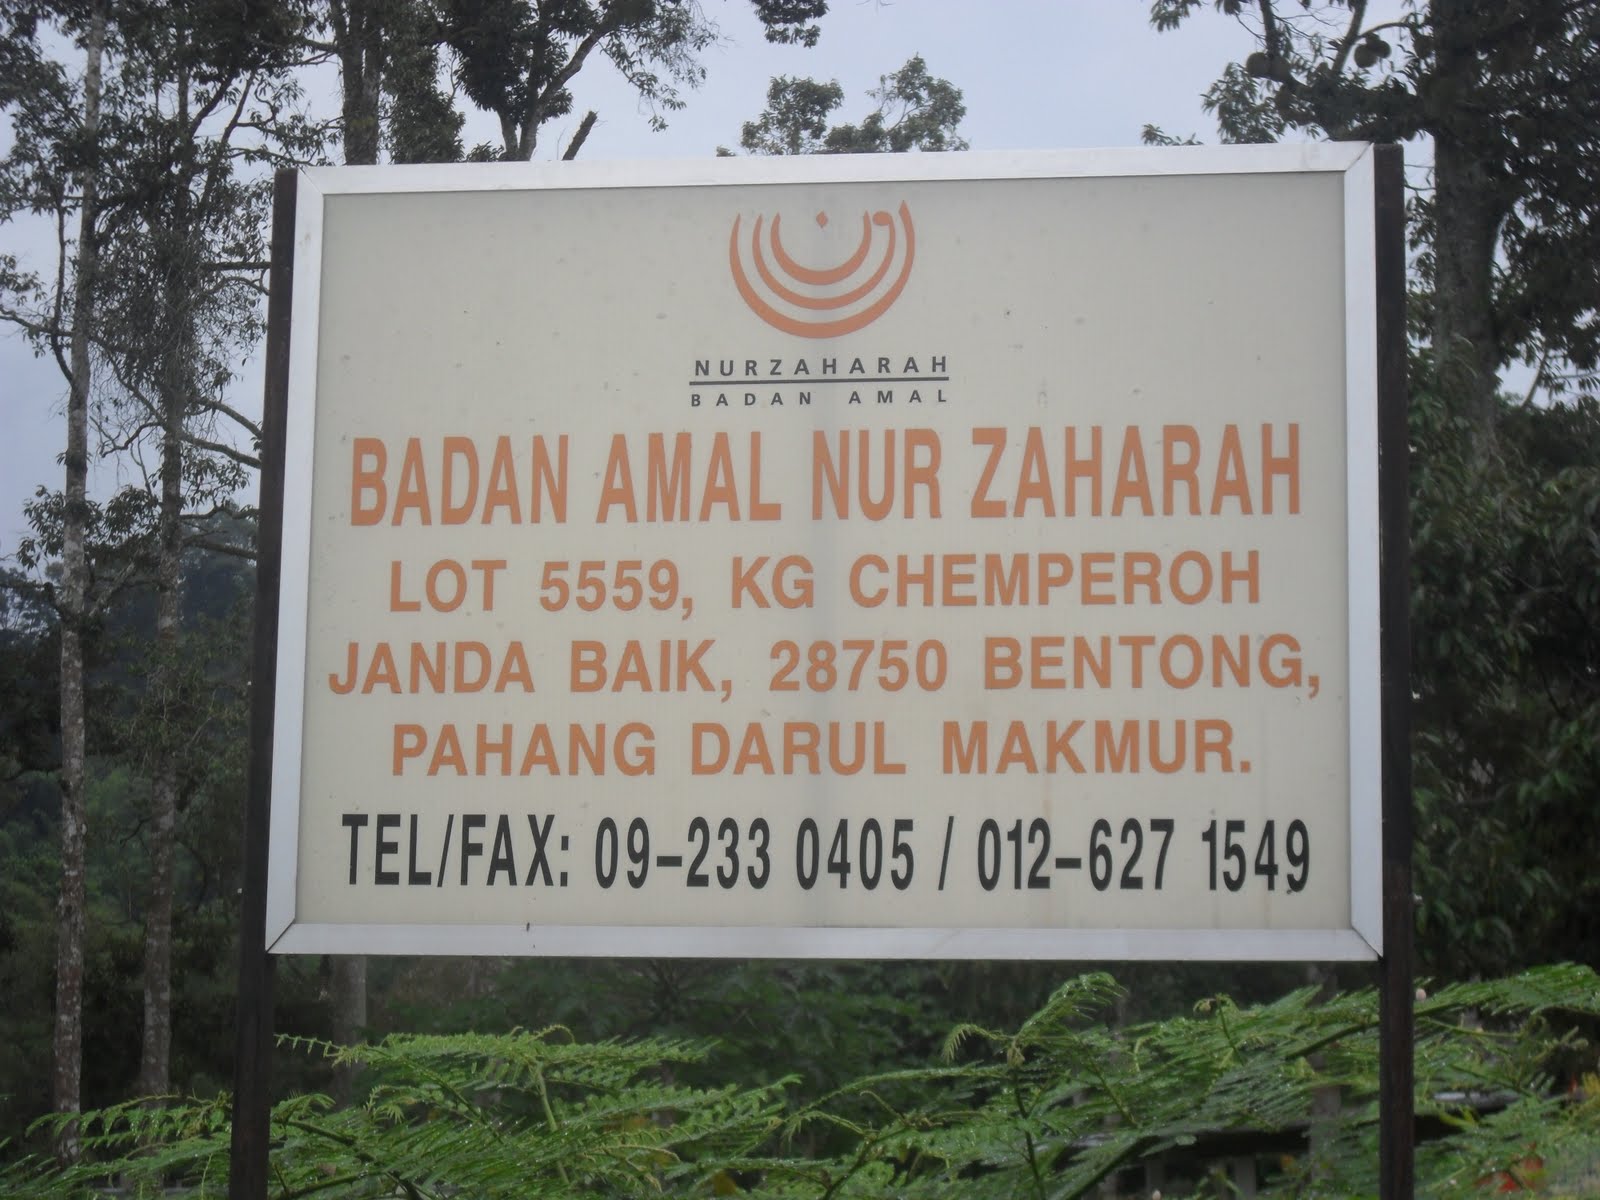 NURZAHARAH
BADAN AMAL
BADAN AMAL NUR ZAHARAH
LOT 5559, KG CHEMPEROH
JANDA BAIK, 28750 BENTONG,
PAHANG DARUL MAKMUR.
TEL/FAX: 09-233 0405 / 012-627 1549